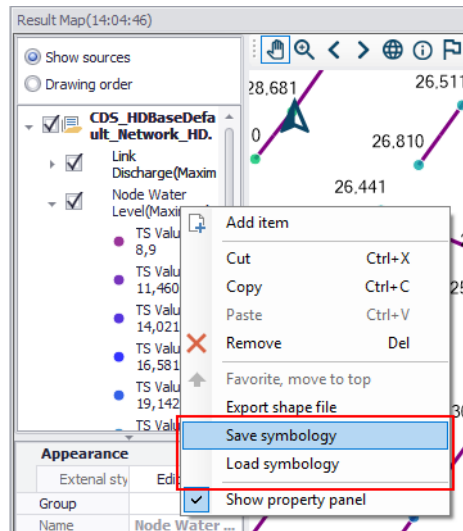 Result Map(14:04:46)
Show sources
Drawing order
CDS_HDBaseDefa
ult_Network_HD.
Link
Discharge(Maxim
Node Water
Level(Maxi
TS Valu
8,9
TS Valu
11,460
TS Valu
14,021
TS Valu
16,581
TS Valu
19,142
TS Valu
28,681
26,511
0
26,810
26,441
Add item
Cut Ctrl+X
Copy Ctrl+C
Paste Ctrl+V
Remove Del
Favorite, move to top
Export shape file
Save symbology
Load symbology
Show property panel
Appearance
Extenal sty Edi
Group
Name Node Water ...